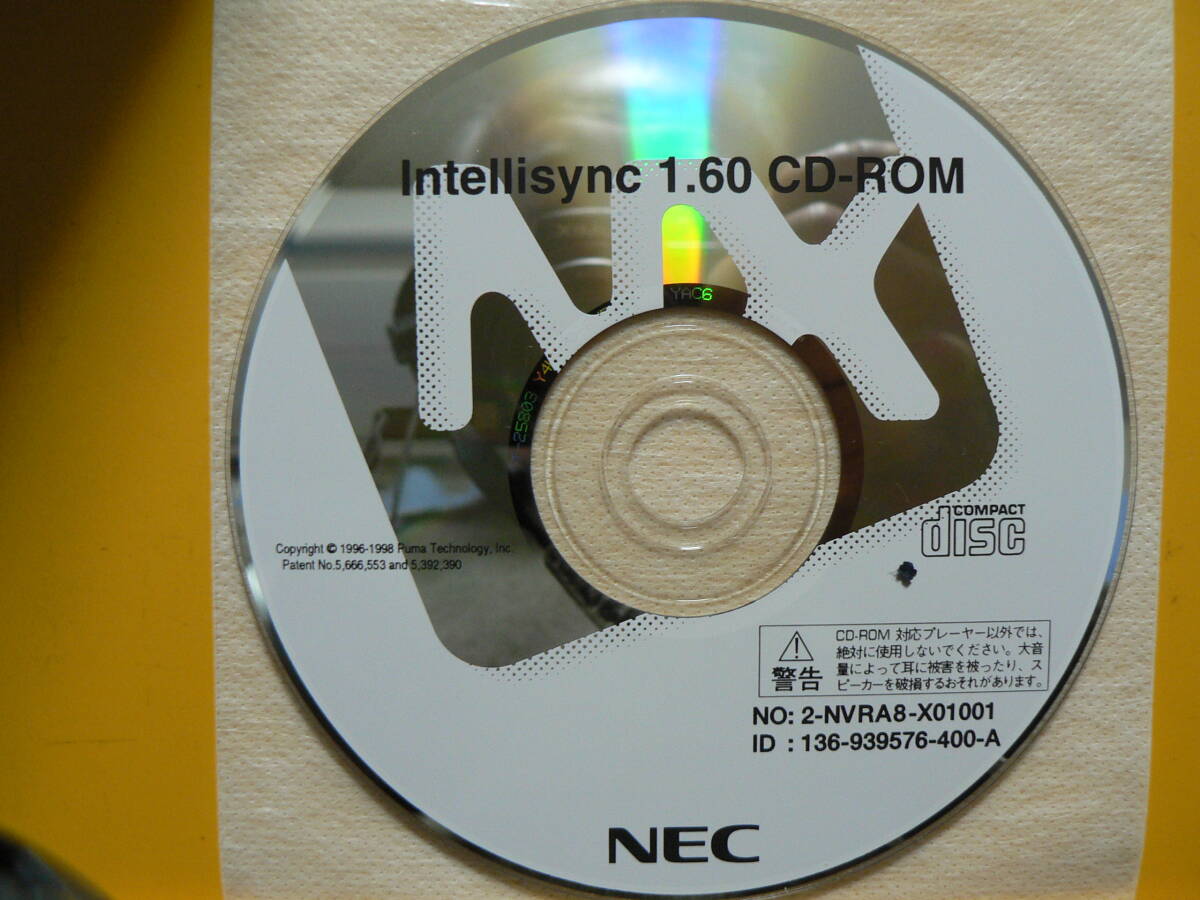 Intellisync 1.60 CD-ROM
NX
YAC6
25803 Y4
COMPACT
disc
Copyright © 1996-1998 Puma Technology, Inc.
Patent No.5,666,553 and 5,392,390
警告
CD-ROM 対応プレーヤー以外では、
絶対に使用しないでください。大音
量によって耳に被害を被ったり、ス
ピーカーを破損するおそれがあります。
NO: 2-NVRA8-X01001
ID : 136-939576-400-A
NEC